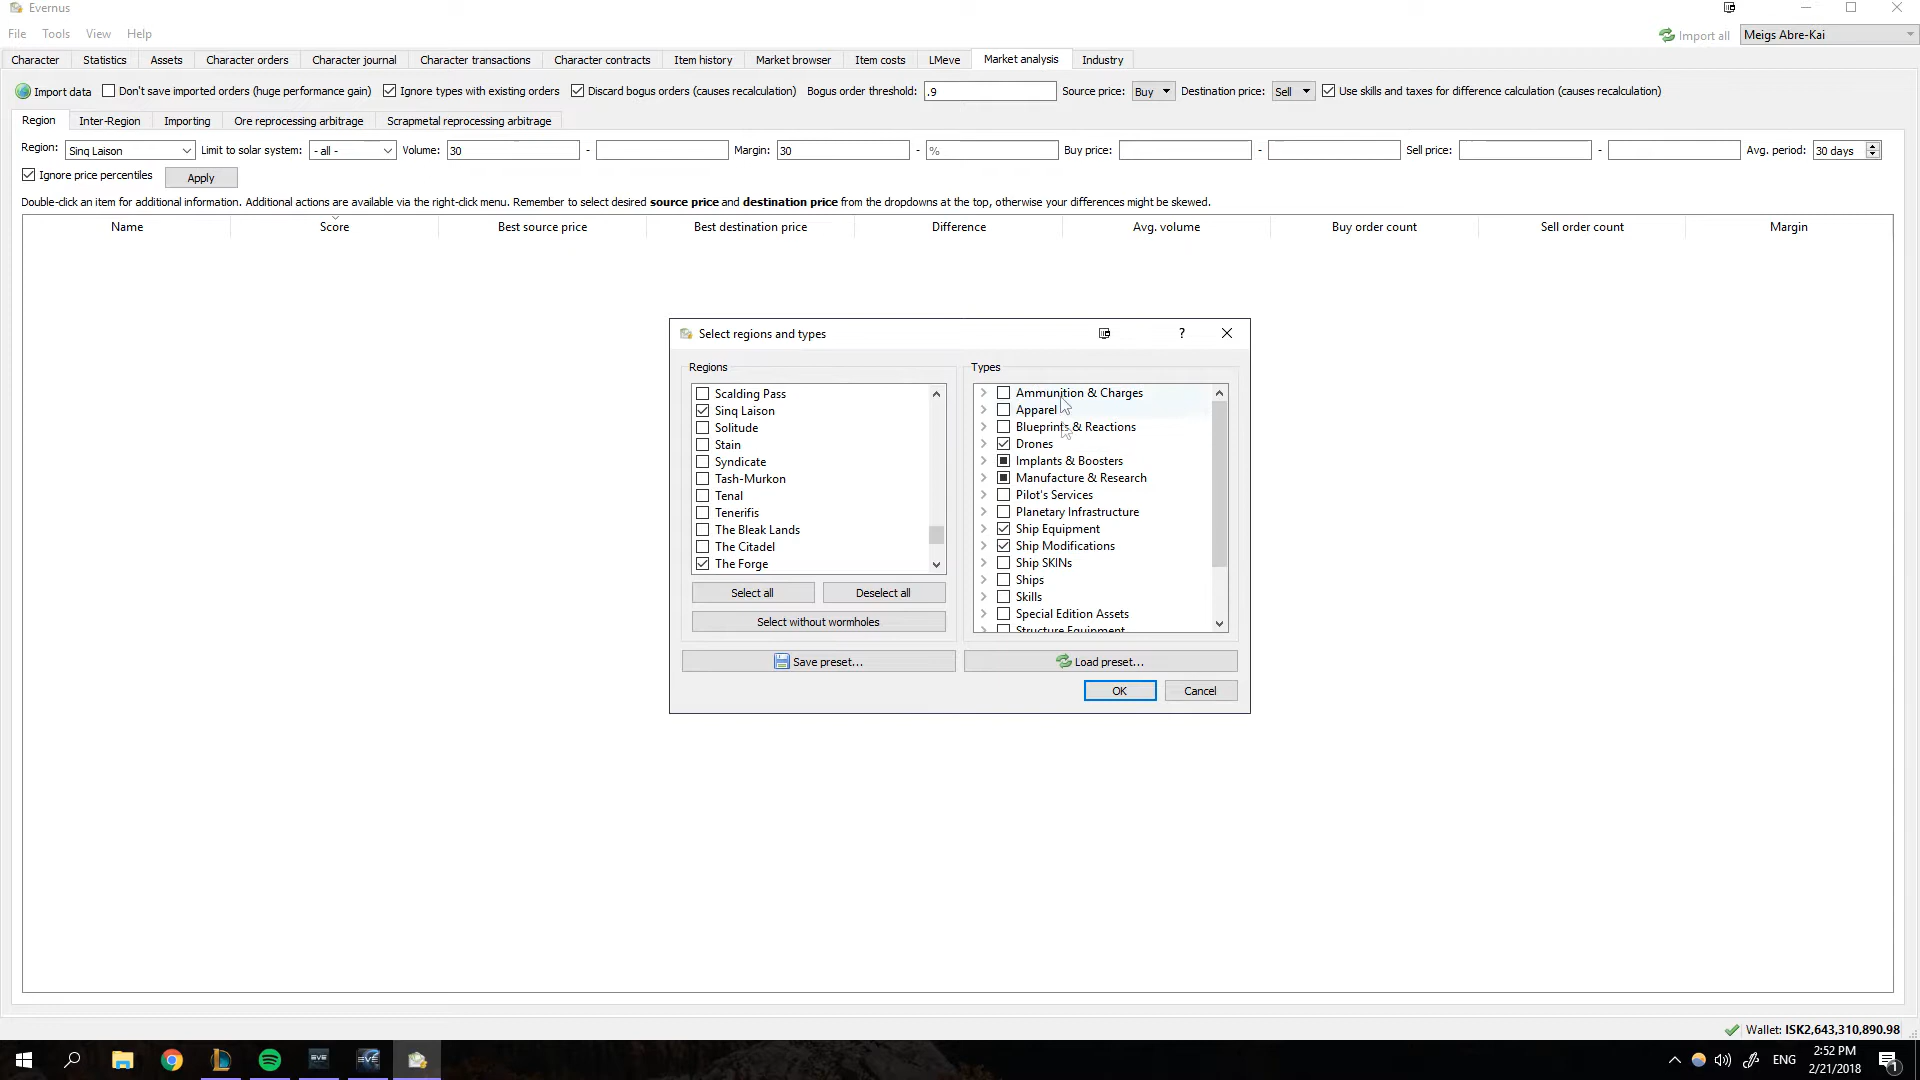 Evernus
File Tools View Help
Import all Meigs Abre-Kai
Character Statistics Assets Character orders Character journal Character transactions Character contracts Item history Market browser Item costs LMeve Market analysis Industry
Import data Don't save imported orders (huge performance gain) Ignore types with existing orders Discard bogus orders (causes recalculation) Bogus order threshold: .9 Source price: Buy Destination price: Sell Use skills and taxes for difference calculation (causes recalculation)
Region Inter-Region Importing Ore reprocessing arbitrage Scrapmetal reprocessing arbitrage
Region: Sinq Laison Limit to solar system: - all - Volume: 30 - Margin: 30 - % Buy price: - Sell price: - Avg. period: 30 days
Ignore price percentiles Apply
Double-click an item for additional information. Additional actions are available via the right-click menu. Remember to select desired source price and destination price from the dropdowns at the top, otherwise your differences might be skewed.
Name Score Best source price Best destination price Difference Avg. volume Buy order count Sell order count Margin
Select regions and types ?
Regions
Scalding Pass
Sinq Laison
Solitude
Stain
Syndicate
Tash-Murkon
Tenal
Tenerifis
The Bleak Lands
The Citadel
The Forge
Select all Deselect all
Select without wormholes
Types
Ammunition & Charges
Apparel
Blueprints & Reactions
Drones
Implants & Boosters
Manufacture & Research
Pilot's Services
Planetary Infrastructure
Ship Equipment
Ship Modifications
Ship SKINs
Ships
Skills
Special Edition Assets
Structure Equipment
Save preset... Load preset...
OK Cancel
Wallet: ISK2,643,310,890.98
EVE EVE ENG 2:52 PM
2/21/2018 1